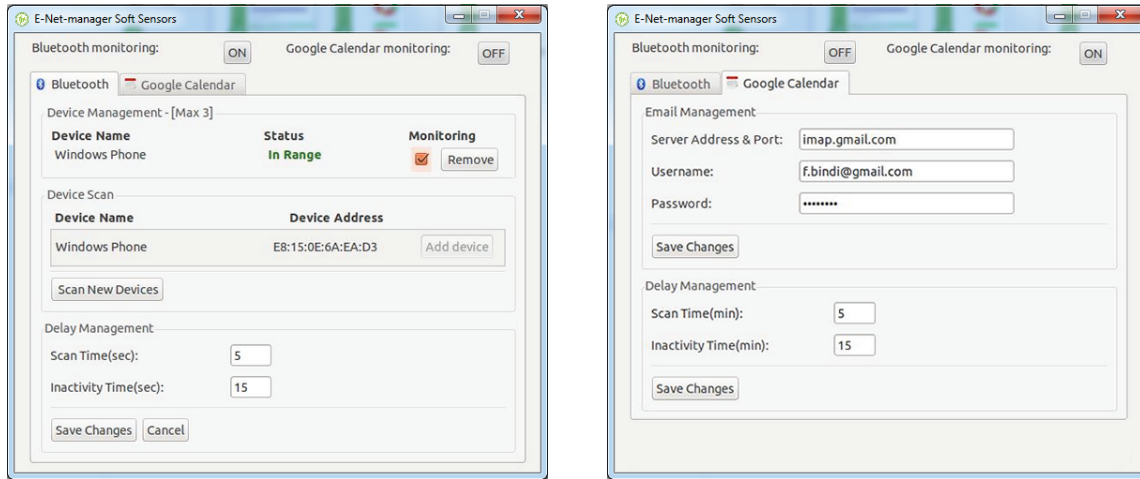 E-Net-manager Soft Sensors
Bluetooth monitoring: ON Google Calendar monitoring: OFF
Bluetooth Google Calendar
Device Management - [Max 3]
Device Name Status Monitoring
Windows Phone In Range Remove
Device Scan
Device Name Device Address
Windows Phone E8:15:0E:6A:EA:D3 Add device
Scan New Devices
Delay Management
Scan Time(sec): 5
Inactivity Time(sec): 15
Save Changes Cancel
E-Net-manager Soft Sensors
Bluetooth monitoring: OFF Google Calendar monitoring: ON
Bluetooth Google Calendar
Email Management
Server Address & Port: imap.gmail.com
Username: f.bindi@gmail.com
Password: ••••••••
Save Changes
Delay Management
Scan Time(min): 5
Inactivity Time(min): 15
Save Changes